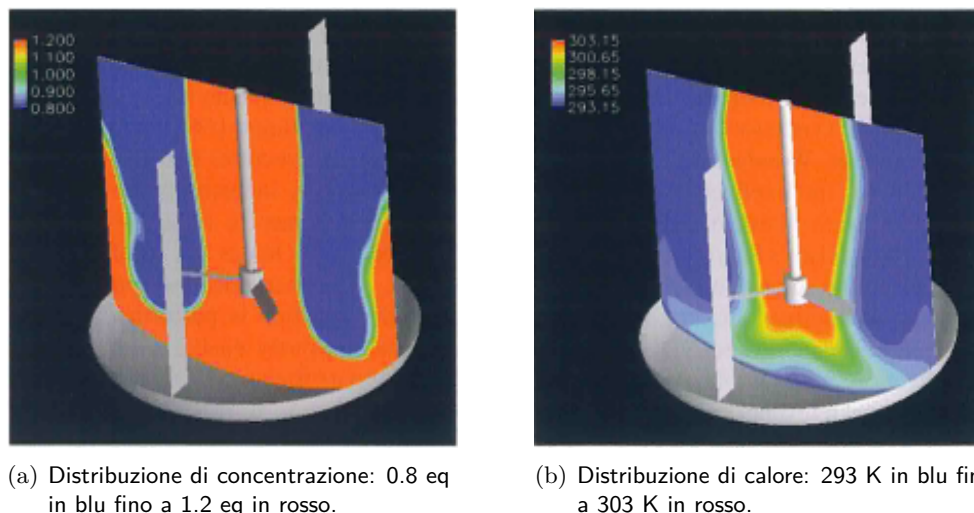 1.200
1.100
1.000
0.900
0.800
303.15
300.65
298.15
295.65
293.15
(a) Distribuzione di concentrazione: 0.8 eq
in blu fino a 1.2 eq in rosso.
(b) Distribuzione di calore: 293 K in blu fin
a 303 K in rosso.